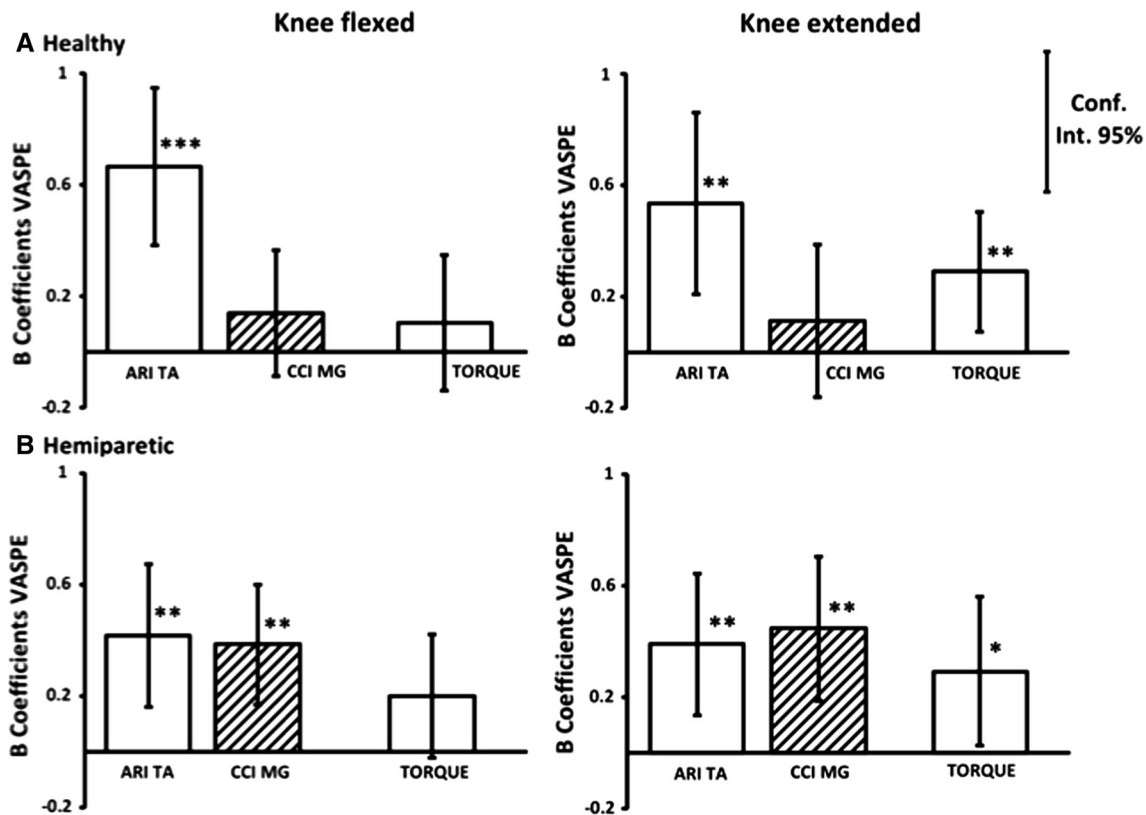 Knee flexed
Knee extended
A Healthy
B Coefficients VASPE
1
0.6
0.2
-0.2
***
ARI TA
CCI MG
TORQUE
B Coefficients VASPE
1
0.6
0.2
-0.2
**
**
ARI TA
CCI MG
TORQUE
Conf.
Int. 95%
B Hemiparetic
B Coefficients VASPE
1
0.6
0.2
-0.2
**
**
ARI TA
CCI MG
TORQUE
B Coefficients VASPE
1
0.6
0.2
-0.2
**
**
*
ARI TA
CCI MG
TORQUE